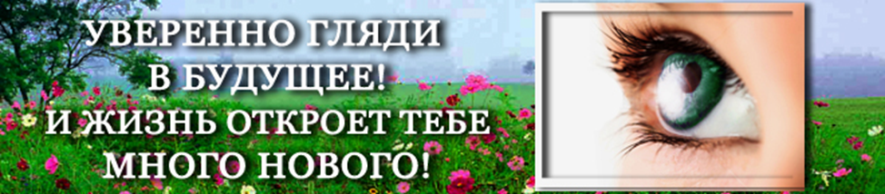 УВЕРЕННО ГЛЯДИ
В БУДУЩЕЕ!
И ЖИЗНЬ ОТКРОЕТ ТЕБЕ
МНОГО НОВОГО!